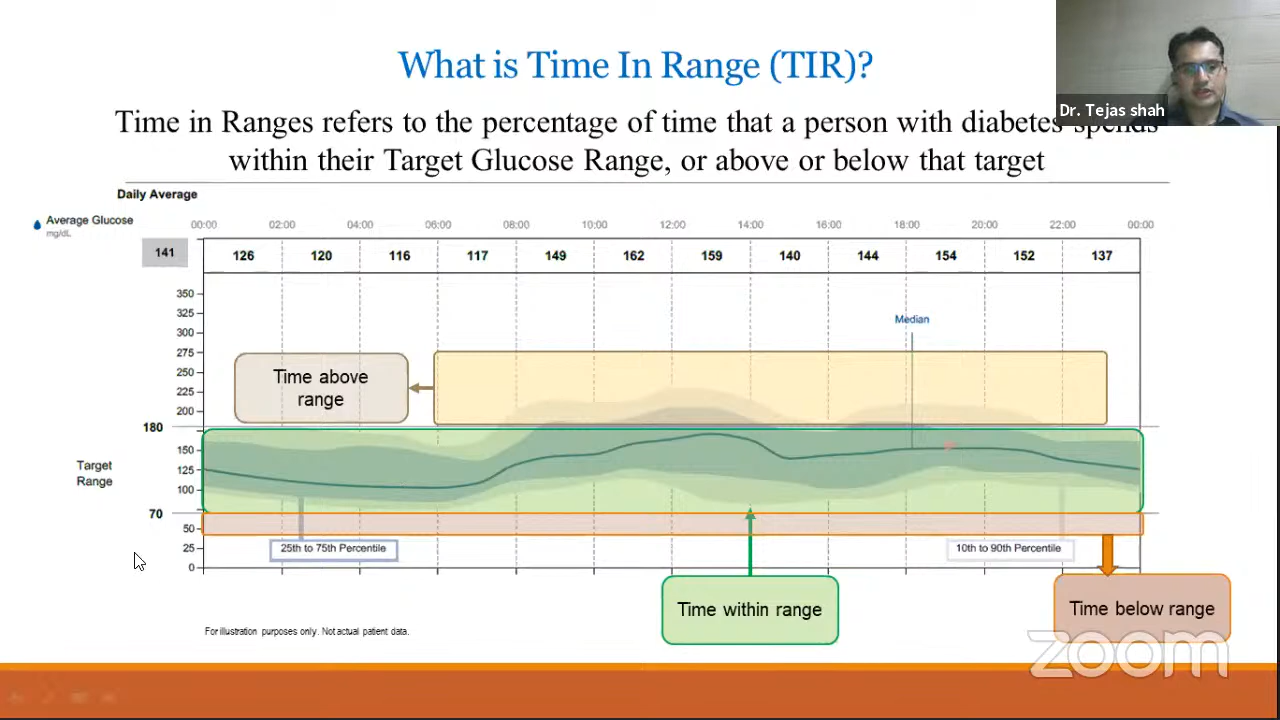 What is Time In Range (TIR)?
Dr. Tejas shah
Time in Ranges refers to the percentage of time that a person with diabetes spends
within their Target Glucose Range, or above or below that target
Daily Average
Average Glucose
mg/dL
00:00 02:00 04:00 06:00 08:00 10:00 12:00 14:00 16:00 18:00 20:00 00:00
141 126 120 116 117 149 162 159 140 144 154 152 137
350
325
Median
300
275
250
Time above
range
225
200
180
150
Target
Range
125
100
70
50
25
25th to 75th Percentile
10th to 90th Percentile
0
Time within range
Time below range
For illustration purposes only. Not actual patient data.
zoom